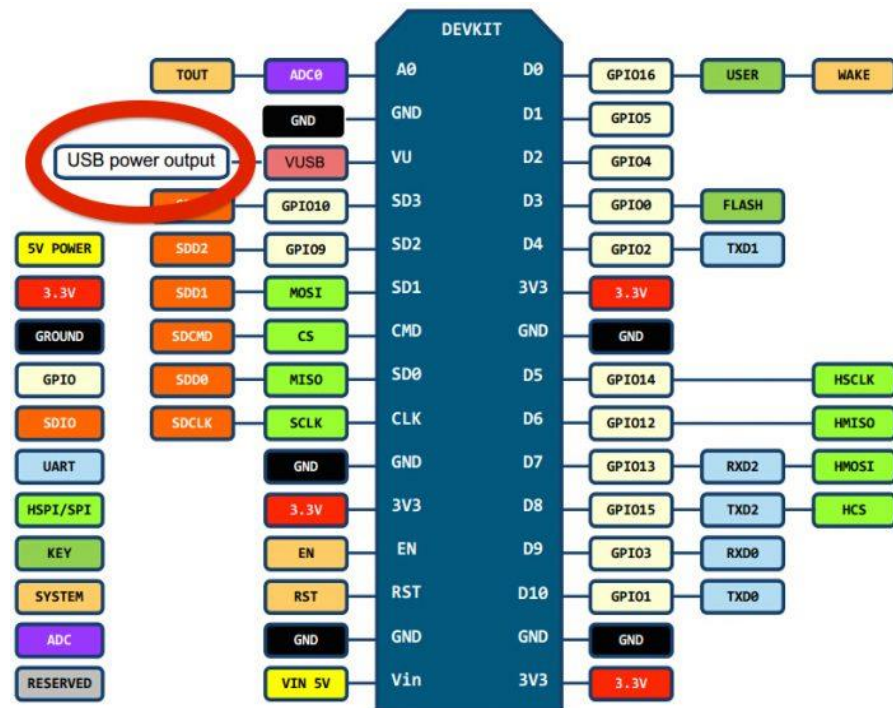 DEVKIT
TOUT ADC0 A0 D0 GPIO16 USER WAKE
GND GND D1 GPIO5
USB power output VUSB VU D2 GPIO4
GPIO10 SD3 D3 GPIO0 FLASH
5V POWER SDD2 GPIO9 SD2 D4 GPIO2 TXD1
3.3V SDD1 MOSI SD1 3V3 3.3V
GROUND SDCMD CS CMD GND GND
GPIO SDD0 MISO SD0 D5 GPIO14 HSCLK
SDIO SDCLK SCLK CLK D6 GPIO12 HMISO
UART GND GND D7 GPIO13 RXD2 HMOSI
HSPI/SPI 3.3V 3V3 D8 GPIO15 TXD2 HCS
KEY EN EN D9 GPIO3 RXD0
SYSTEM RST RST D10 GPIO1 TXD0
ADC GND GND GND GND
RESERVED VIN 5V Vin 3V3 3.3V